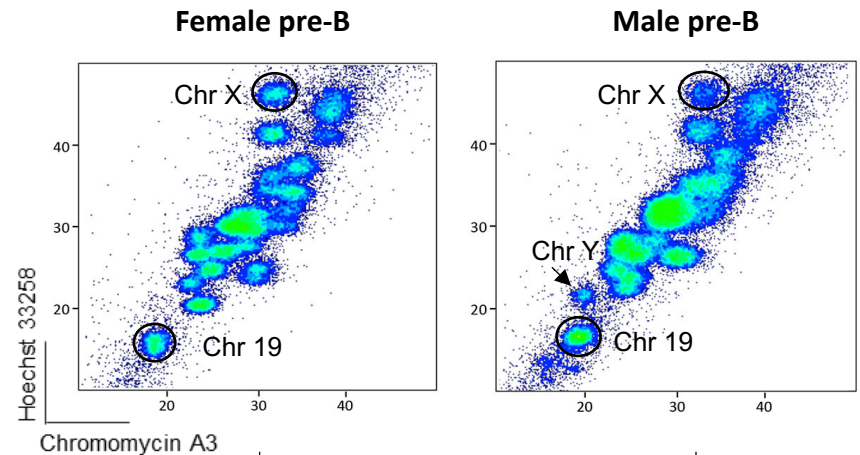 Female pre-B
Male pre-B
Chr X
Chr X
40
40
30
30
Chr Y
20
20
Chr 19
Chr 19
20 30 40
20 30 40
Hoechst 33258
Chromomycin A3